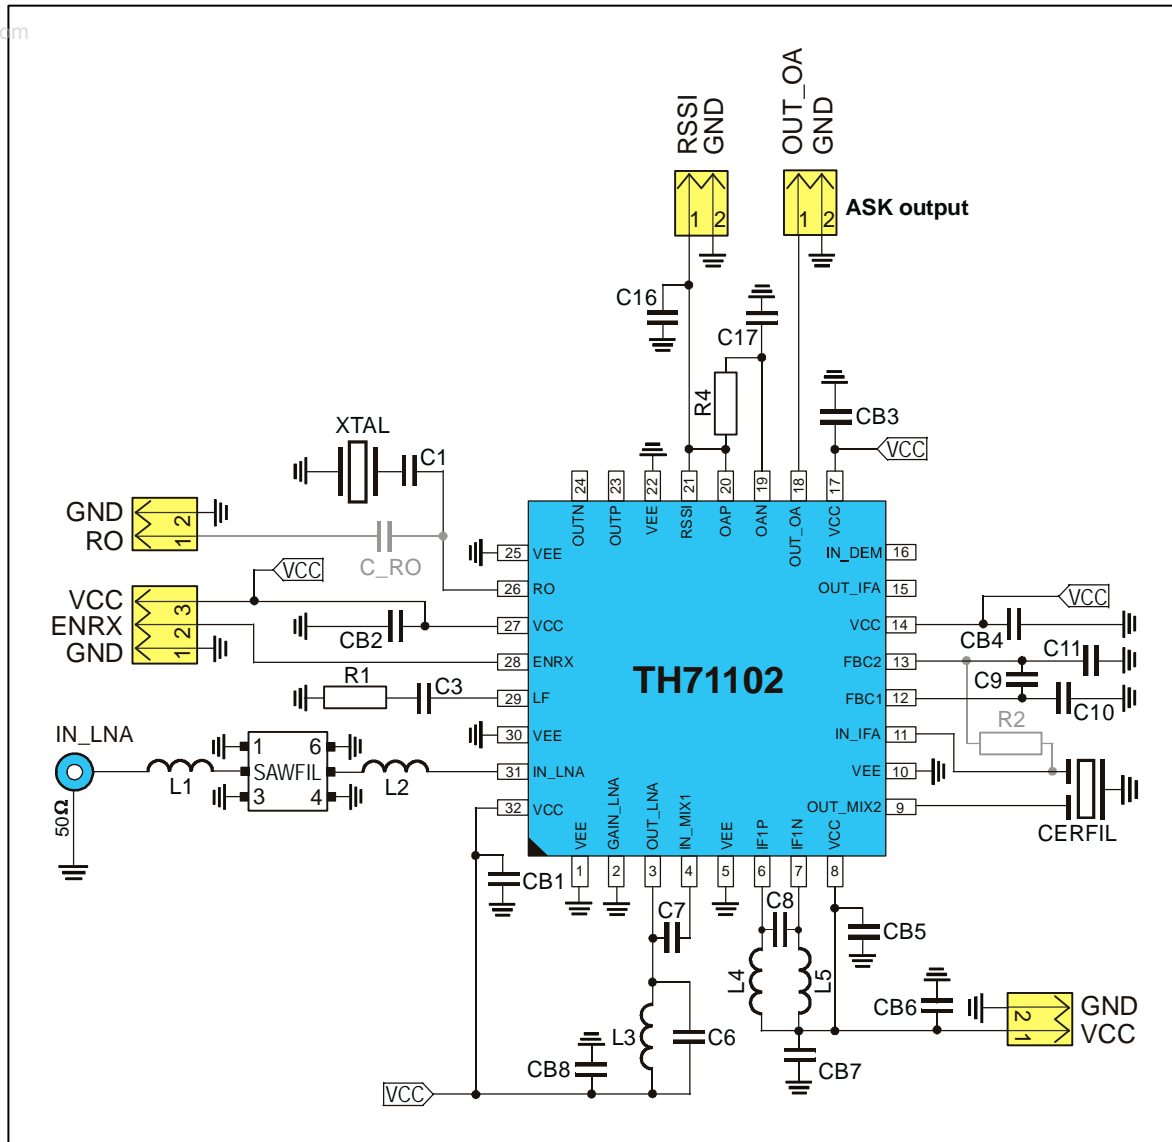 om
RSSI
GND
OUT_OA
GND
1 2
1 2
ASK output
C16
C17
R4
CB3
VCC
XTAL
C1
GND
RO
2
1
C_RO
VCC
VCC
ENRX
GND
3
2
1
CB2
R1
C3
IN_LNA
50Ω
L1
1 6
SAWFIL
3 4
L2
24 23 22 21 20 19 18 17
OUTN OUTP VEE RSSI OAP OAN OUT_OA VCC
25 VEE
26 RO
27 VCC
28 ENRX
29 LF
30 VEE
31 IN_LNA
32 VCC
TH71102
IN_DEM 16
OUT_IFA 15
VCC 14
FBC2 13
FBC1 12
IN_IFA 11
VEE 10
OUT_MIX2 9
VEE GAIN_LNA OUT_LNA IN_MIX1 VEE IF1P IF1N VCC
1 2 3 4 5 6 7 8
VCC
CB4
C11
C9
C10
R2
CERFIL
CB1
C7
C8
CB5
L4
L5
CB6
GND
VCC
2
1
L3
C6
CB8
CB7
VCC